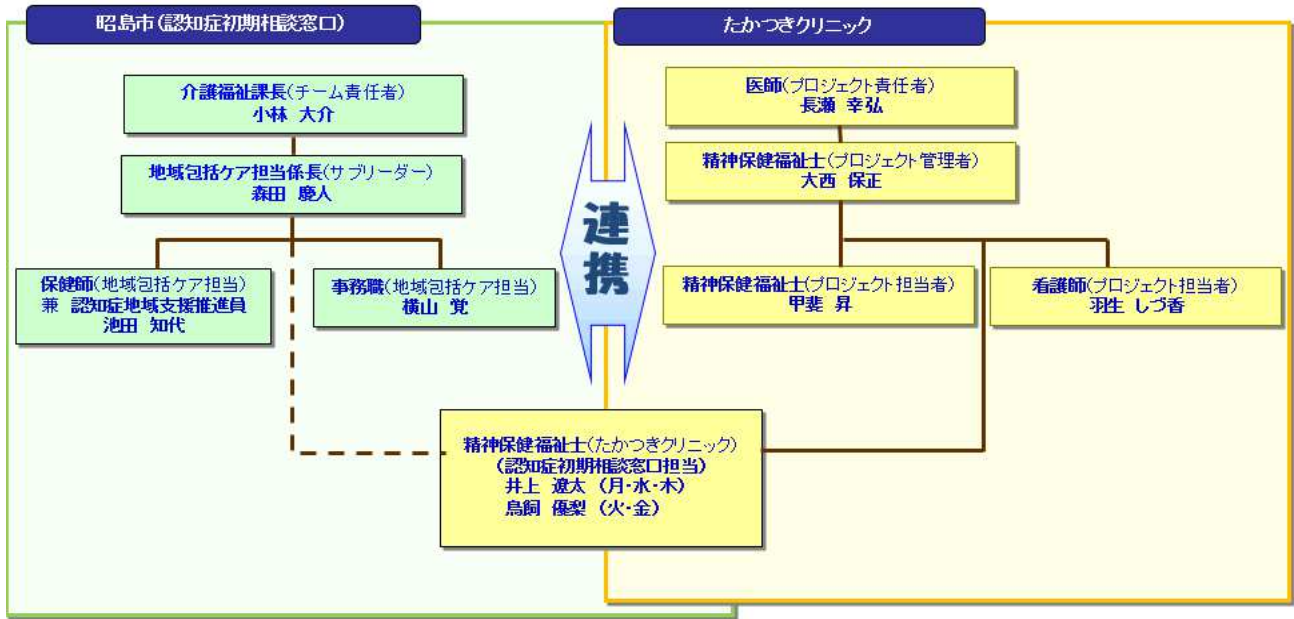 昭島市(認知症初期相談窓口)
介護福祉課長(チーム責任者)
小林 大介
地域包括ケア担当係長(サブリーダー)
森田 慶人
保健師(地域包括ケア担当)
兼 認知症地域支援推進員
池田 知代
事務職(地域包括ケア担当)
横山 覚
連携
たかつきクリニック
医師(プロジェクト責任者)
長瀬 幸弘
精神保健福祉士(プロジェクト管理者)
大西 保正
精神保健福祉士(プロジェクト担当者)
甲斐 昇
看護師(プロジェクト担当者)
羽生 しづ香
精神保健福祉士(たかつきクリニック)
(認知症初期相談窓口担当)
井上 遼太 (月・水・木)
鳥飼 優梨 (火・金)